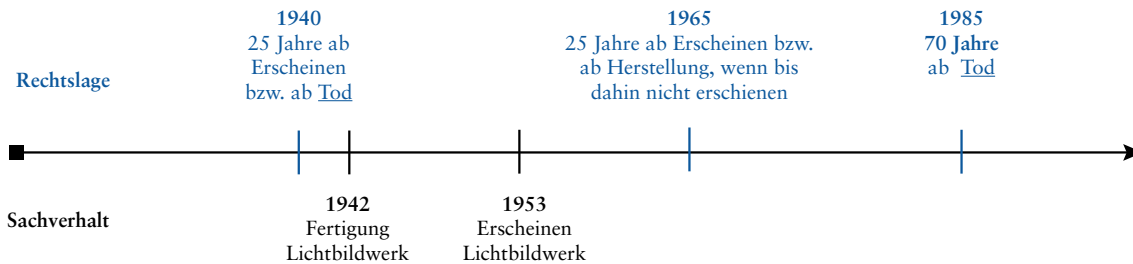 1940
25 Jahre ab
Erscheinen
bzw. ab Tod
1965
25 Jahre ab Erscheinen bzw.
ab Herstellung, wenn bis
dahin nicht erschienen
1985
70 Jahre
ab Tod
Rechtslage
Sachverhalt
1942
Fertigung
Lichtbildwerk
1953
Erscheinen
Lichtbildwerk